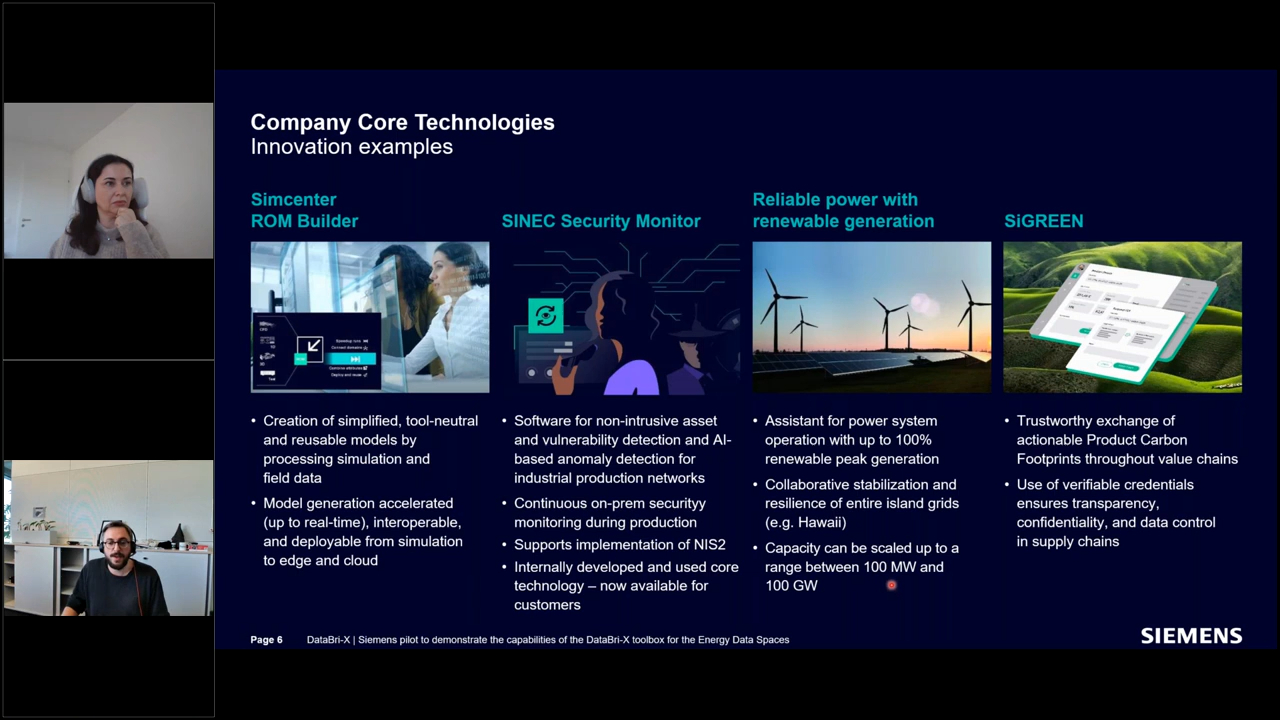 Company Core Technologies
Innovation examples
Simcenter
ROM Builder
• Creation of simplified, tool-neutral
and reusable models by
processing simulation and
field data
• Model generation accelerated
(up to real-time), interoperable,
and deployable from simulation
to edge and cloud
SINEC Security Monitor
• Software for non-intrusive asset
and vulnerability detection and AI-
based anomaly detection for
industrial production networks
• Continuous on-prem securityy
monitoring during production
• Supports implementation of NIS2
• Internally developed and used core
technology – now available for
customers
Reliable power with
renewable generation
• Assistant for power system
operation with up to 100%
renewable peak generation
• Collaborative stabilization and
resilience of entire island grids
(e.g. Hawaii)
• Capacity can be scaled up to a
range between 100 MW and
100 GW
SiGREEN
• Trustworthy exchange of
actionable Product Carbon
Footprints throughout value chains
• Use of verifiable credentials
ensures transparency,
confidentiality, and data control
in supply chains
Page 6 DataBri-X | Siemens pilot to demonstrate the capabilities of the DataBri-X toolbox for the Energy Data Spaces
SIEMENS